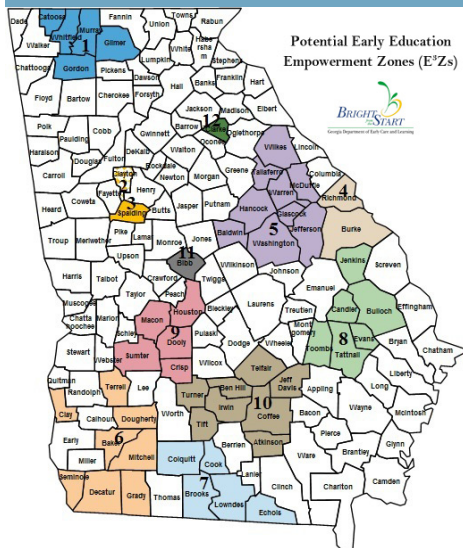 Potential Early Education
Empowerment Zones (E³Zs)
BRIGHT from the START
Georgia Department of Early Care and Learning
Dade
Catoosa
Fannin
Union
Towns
Rabun
Walker
Whitfield
Murray
Gilmer
1
White
Habersham
Stephens
Lumpkin
Chattooga
Gordon
Pickens
Dawson
Hall
Banks
Franklin
Hart
Floyd
Bartow
Cherokee
Forsyth
Jackson
Madison
Elbert
Polk
Paulding
Cobb
Gwinnett
Barrow
12
Clarke
Oconee
Oglethorpe
Haralson
Douglas
Fulton
DeKalb
Walton
Wilkes
Lincoln
Carroll
Clayton
Rockdale
Newton
Morgan
Greene
Taliaferro
Columbia
McDuffie
Warren
2
Fayette
Henry
Heard
Coweta
3
Spalding
Butts
Jasper
Putnam
Hancock
Glascock
Richmond
4
Troup
Meriwether
Pike
Lamar
Monroe
Jones
Baldwin
5
Washington
Jefferson
Burke
Upson
11
Bibb
Wilkinson
Jenkins
Screven
Harris
Talbot
Crawford
Twiggs
Johnson
Emanuel
Muscogee
Taylor
Peach
Chatta
hoochee
Marion
Schley
Macon
Houston
Bleckley
Laurens
Treutlen
Candler
Bulloch
Effingham
9
Dooly
Pulaski
Mont
gomery
8
Evans
Bryan
Chatham
Stewart
Webster
Sumter
Crisp
Wilcox
Dodge
Wheeler
Toombs
Tattnall
Quitman
Randolph
Terrell
Lee
Turner
Ben Hill
Telfair
Jeff
Davis
Appling
Long
Liberty
Clay
Calhoun
Dougherty
Worth
Irwin
10
Coffee
Bacon
Wayne
McIntosh
Early
6
Baker
Tift
Pierce
Miller
Mitchell
Colquitt
Berrien
Atkinson
Ware
Brantley
Glynn
Seminole
Cook
Lanier
Decatur
Grady
Thomas
Brooks
7
Lowndes
Clinch
Charlton
Camden
Echols